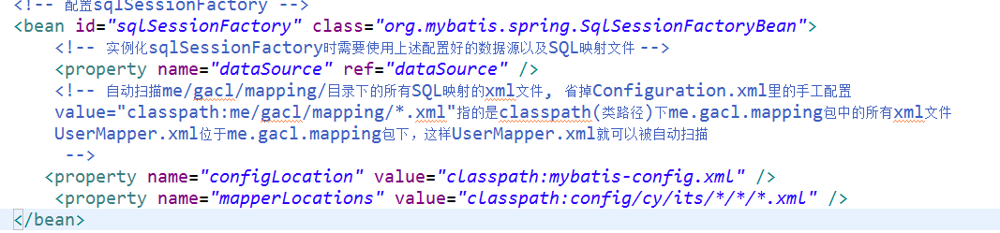 <!-- 配置sqlSessionFactory -->
<bean id="sqlSessionFactory" class="org.mybatis.spring.SqlSessionFactoryBean">
<!-- 实例化sqlSessionFactory时需要使用上述配置好的数据源以及SQL映射文件 -->
<property name="dataSource" ref="dataSource" />
<!-- 自动扫描me/gacl/mapping/目录下的所有SQL映射的xml文件, 省掉Configuration.xml里的手工配置
value="classpath:me/gacl/mapping/*.xml"指的是classpath(类路径)下me.gacl.mapping包中的所有xml文件
UserMapper.xml位于me.gacl.mapping包下，这样UserMapper.xml就可以被自动扫描
-->
<property name="configLocation" value="classpath:mybatis-config.xml" />
<property name="mapperLocations" value="classpath:config/cy/its/*/*/*.xml" />
</bean>